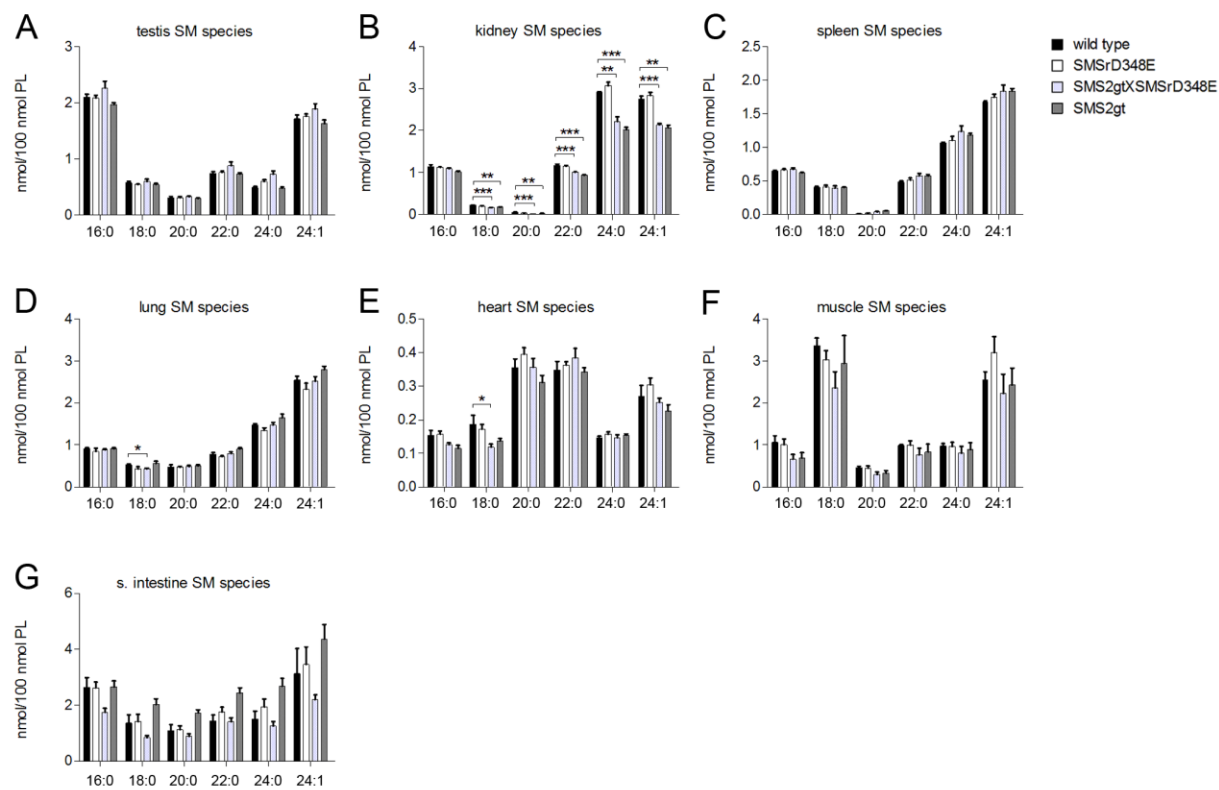 A
testis SM species
nmol/100 nmol PL
3
2
1
0
16:0 18:0 20:0 22:0 24:0 24:1
B
kidney SM species
nmol/100 nmol PL
4
3
2
1
0
** 
***
**
***
***
***
***
**
**
***
16:0 18:0 20:0 22:0 24:0 24:1
C
spleen SM species
nmol/100 nmol PL
2.5
2.0
1.5
1.0
0.5
0.0
16:0 18:0 20:0 22:0 24:0 24:1
wild type
SMSrD348E
SMS2gtXSMSrD348E
SMS2gt
D
lung SM species
nmol/100 nmol PL
4
3
2
1
0
*
16:0 18:0 20:0 22:0 24:0 24:1
E
heart SM species
nmol/100 nmol PL
0.5
0.4
0.3
0.2
0.1
0.0
*
16:0 18:0 20:0 22:0 24:0 24:1
F
muscle SM species
nmol/100 nmol PL
4
3
2
1
0
16:0 18:0 20:0 22:0 24:0 24:1
G
s. intestine SM species
nmol/100 nmol PL
6
4
2
0
16:0 18:0 20:0 22:0 24:0 24:1